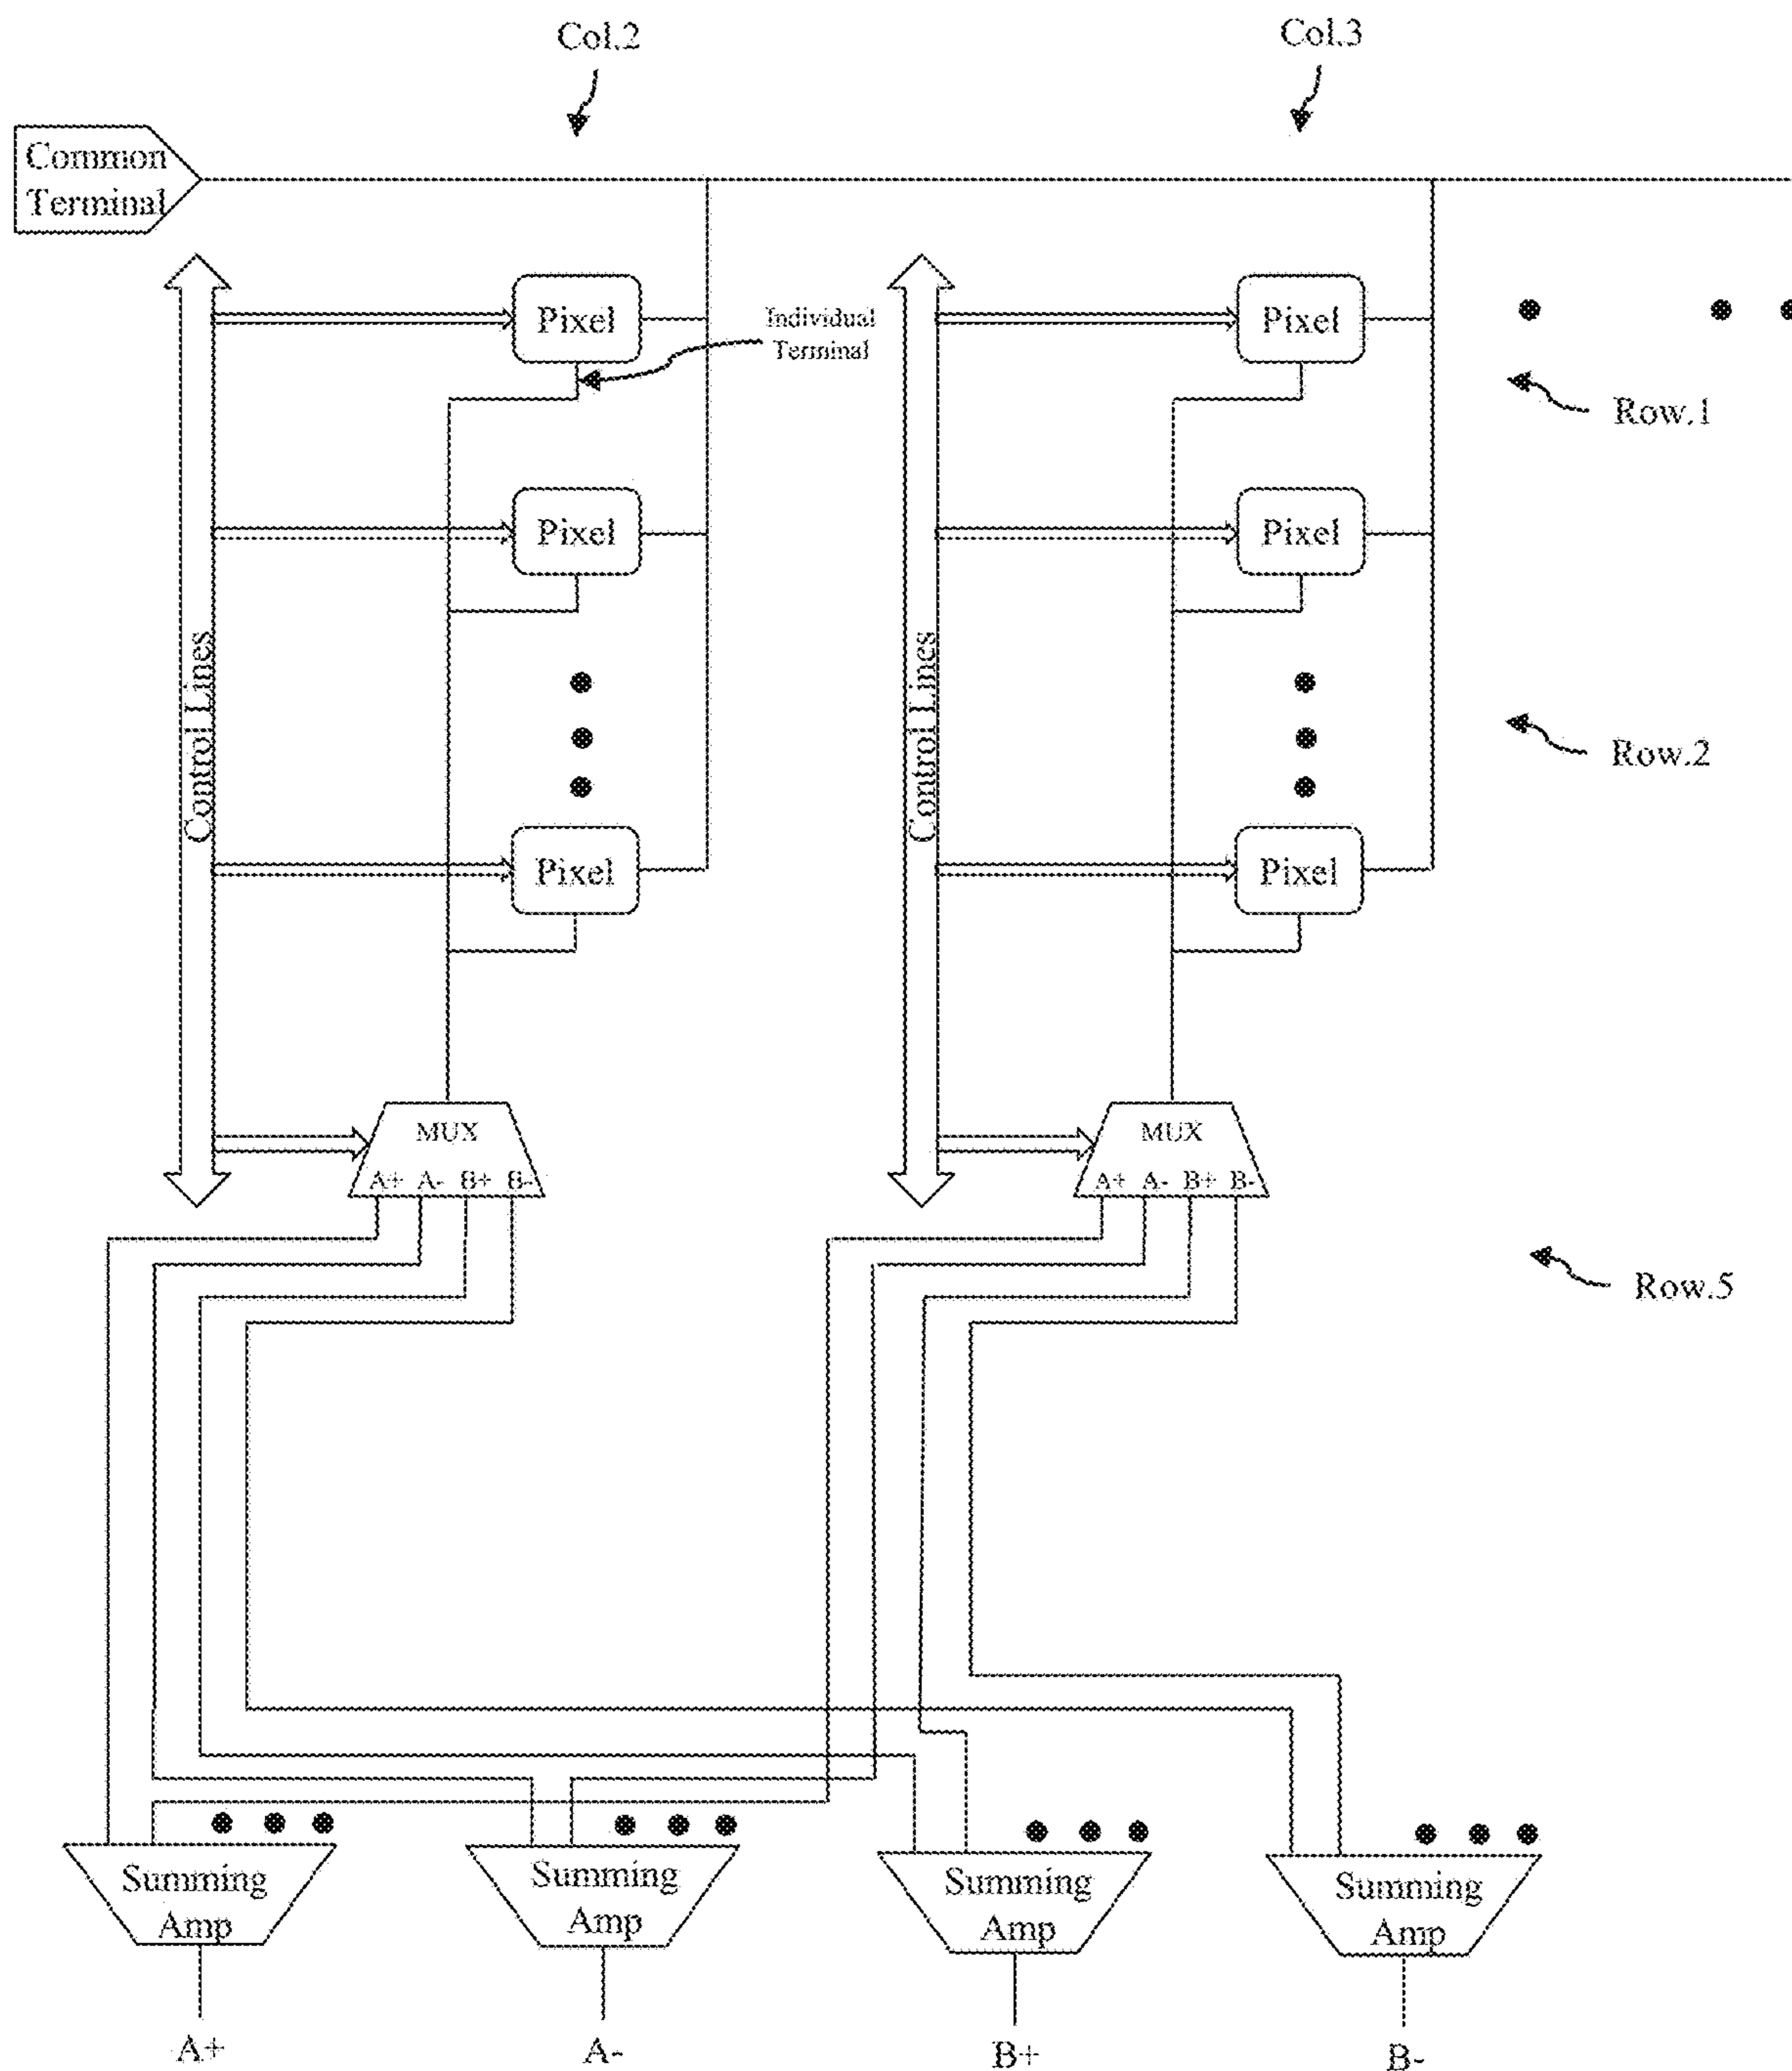 Col.2
Col.3
Common
Terminal
Pixel
Pixel
Individual
Terminal
Row.1
Pixel
Pixel
Control Lines
Control Lines
Row.2
Pixel
Pixel
MUX
A+ A- B+ B-
MUX
A+ A- B+ B-
Row.5
Summing
Amp
Summing
Amp
Summing
Amp
Summing
Amp
A+
A-
B+
B-